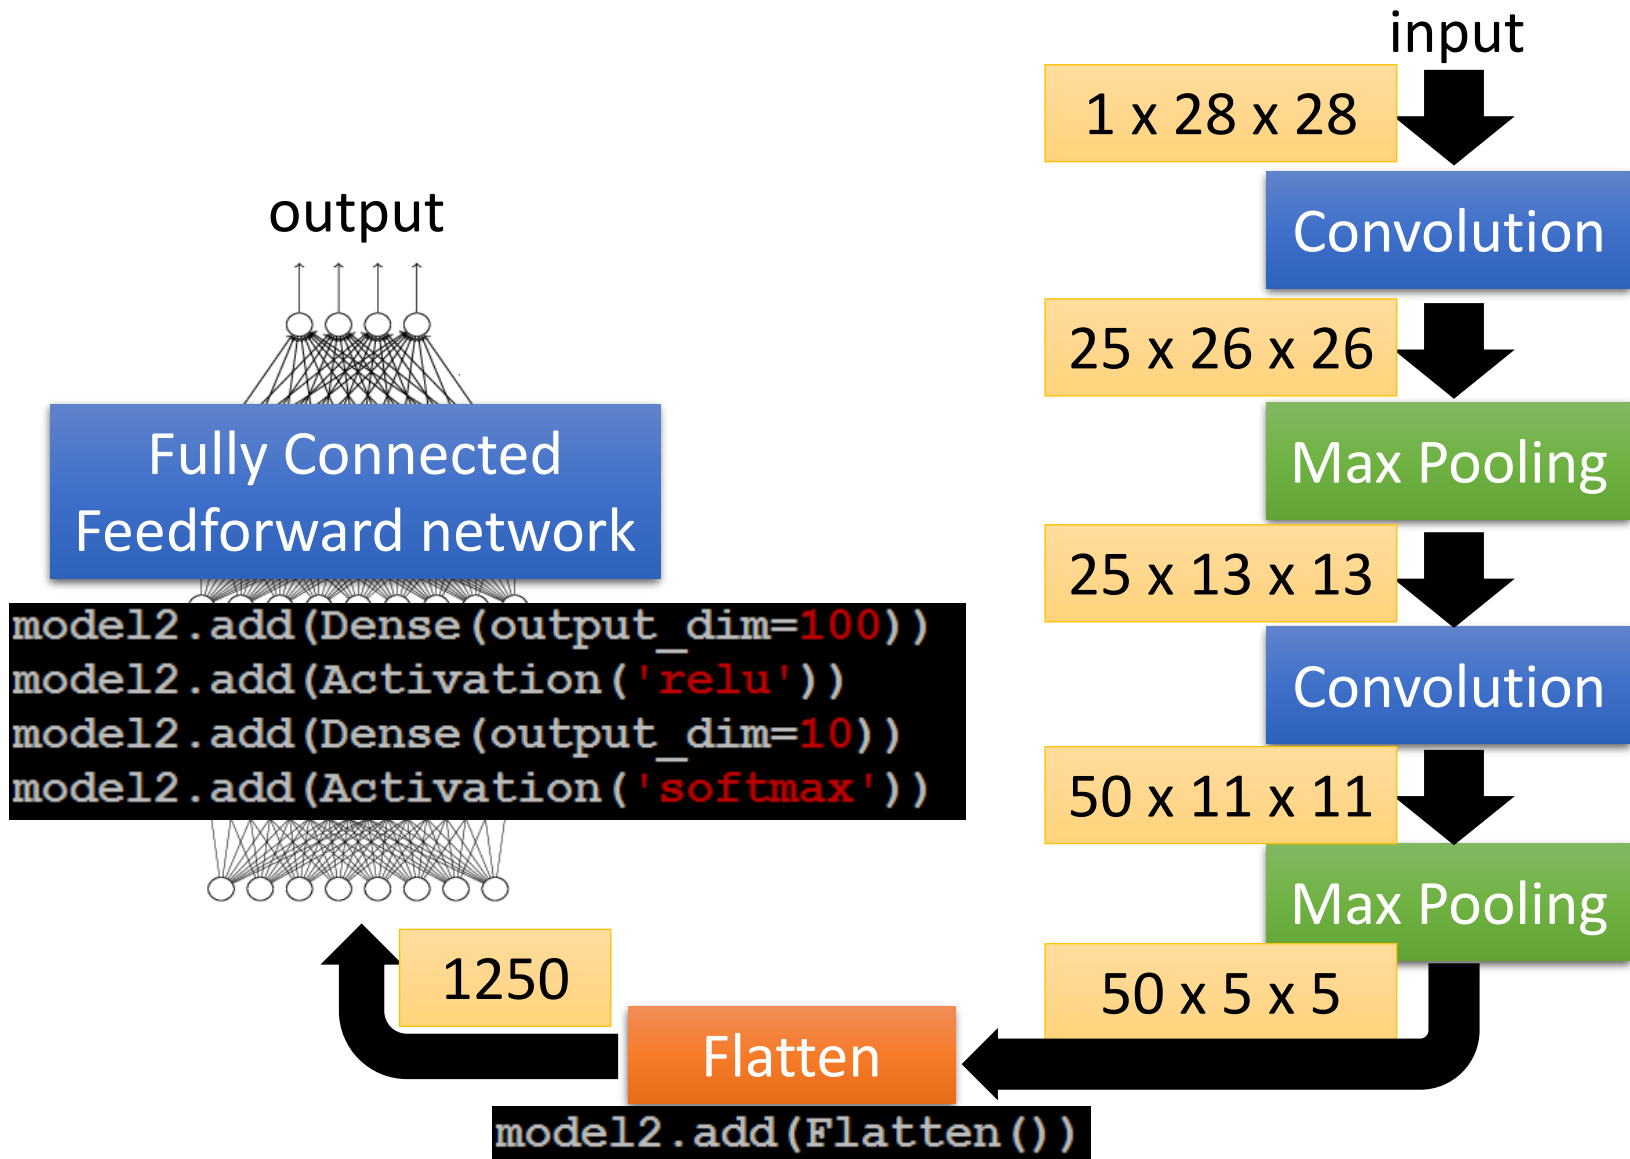 input
1 x 28 x 28
Convolution
25 x 26 x 26
Max Pooling
25 x 13 x 13
Convolution
50 x 11 x 11
Max Pooling
50 x 5 x 5
Flatten
model2.add(Flatten())
1250
output
Fully Connected
Feedforward network
model2.add(Dense(output_dim=100))
model2.add(Activation('relu'))
model2.add(Dense(output_dim=10))
model2.add(Activation('softmax'))